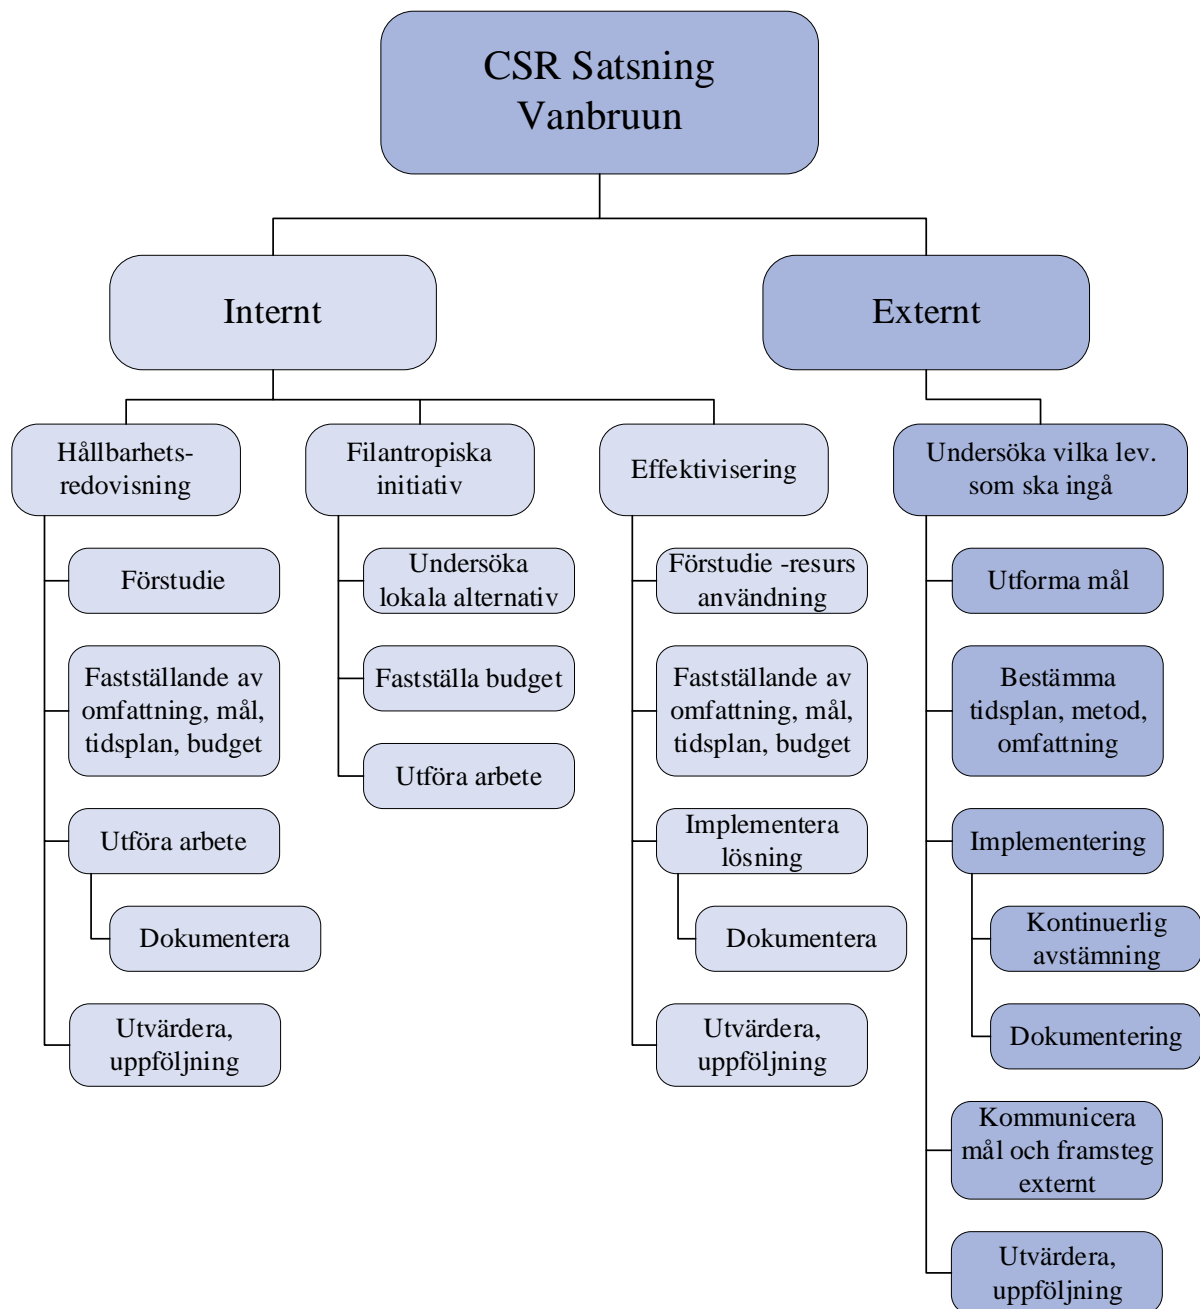 CSR Satsning
Vanbruun
Internt
Externt
Hållbarhets-
redovisning
Filantropiska
initiativ
Effektivisering
Undersöka vilka lev.
som ska ingå
Förstudie
Fastställande av
omfattning, mål,
tidsplan, budget
Utföra arbete
Dokumentera
Utvärdera,
uppföljning
Undersöka
lokala alternativ
Fastställa budget
Utföra arbete
Förstudie -resurs
användning
Fastställande av
omfattning, mål,
tidsplan, budget
Implementera
lösning
Dokumentera
Utvärdera,
uppföljning
Utforma mål
Bestämma
tidsplan, metod,
omfattning
Implementering
Kontinuerlig
avstämning
Dokumentering
Kommunicera
mål och framsteg
externt
Utvärdera,
uppföljning